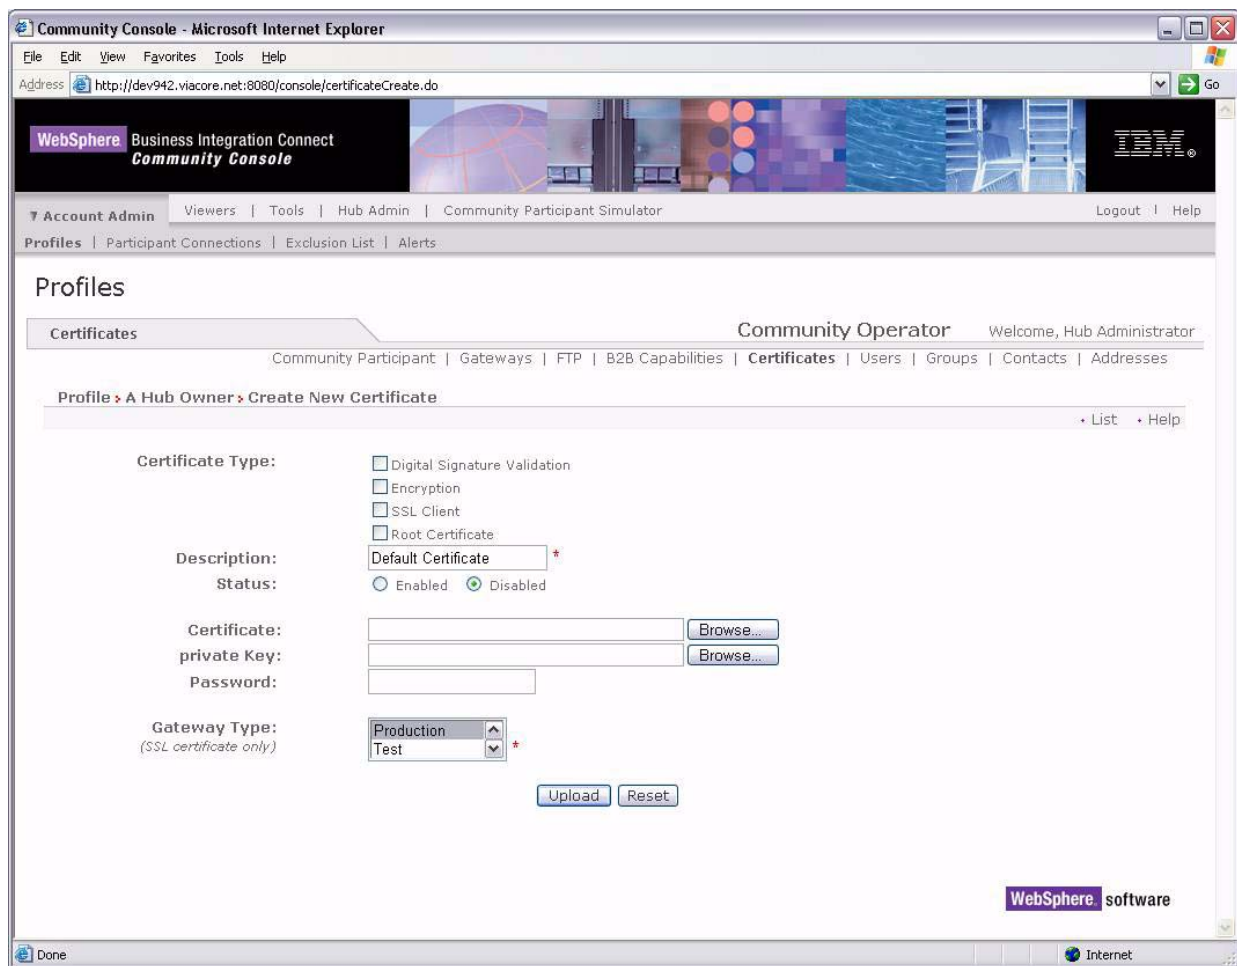 Community Console - Microsoft Internet Explorer
File Edit View Favorites Tools Help
Address http://dev942.viacore.net:8080/console/certificateCreate.do Go
WebSphere. Business Integration Connect
Community Console
IBM®
Account Admin Viewers | Tools | Hub Admin | Community Participant Simulator Logout | Help
Profiles | Participant Connections | Exclusion List | Alerts
Profiles
Certificates Community Operator Welcome, Hub Administrator
Community Participant | Gateways | FTP | B2B Capabilities | Certificates | Users | Groups | Contacts | Addresses
Profile > A Hub Owner > Create New Certificate
List Help
Certificate Type: Digital Signature Validation
Encryption
SSL Client
Root Certificate
Description: Default Certificate *
Status: Enabled Disabled
Certificate: Browse...
private Key: Browse...
Password:
Gateway Type: Production
(SSL certificate only) Test *
Upload Reset
WebSphere. software
Done Internet